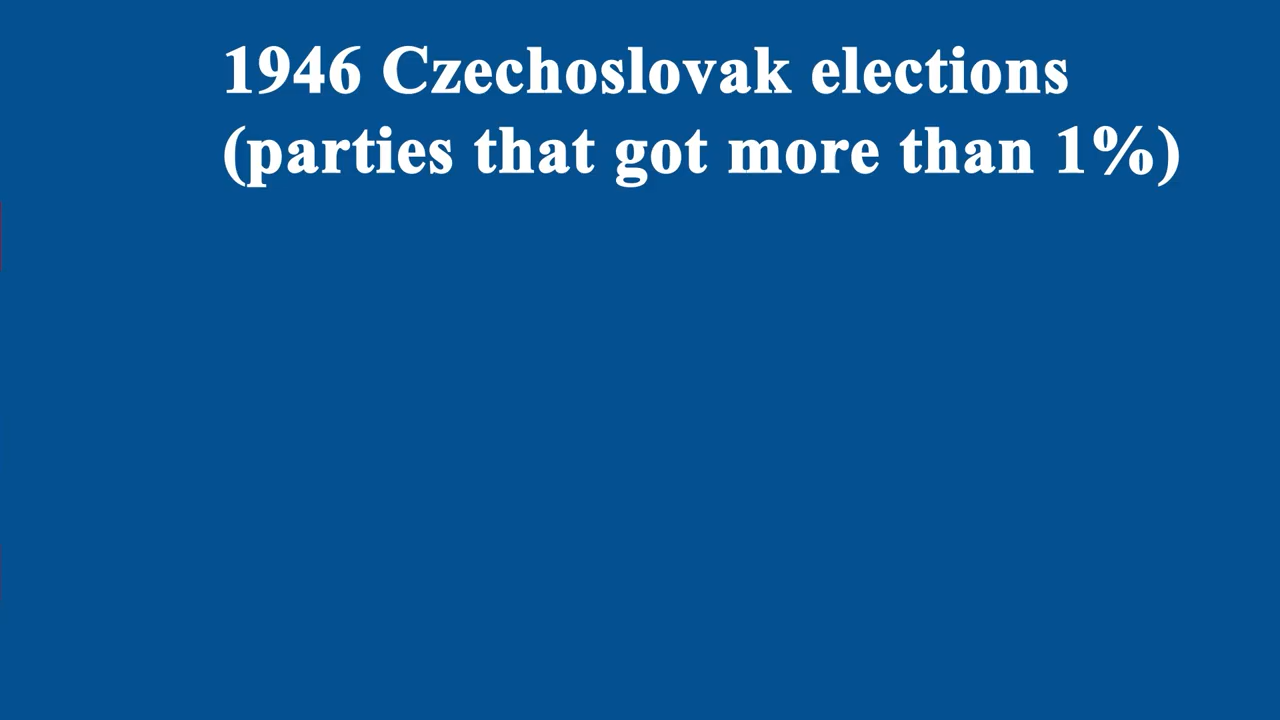 1946 Czechoslovak elections
(parties that got more than 1%)